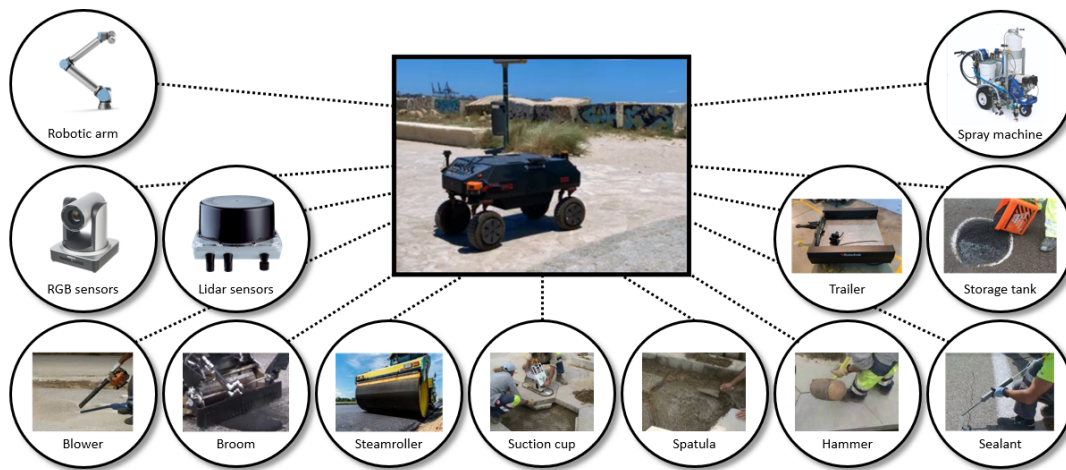 Robotic arm
Spray machine
RGB sensors
Lidar sensors
Trailer
Storage tank
Blower
Broom
Steamroller
Suction cup
Spatula
Hammer
Sealant